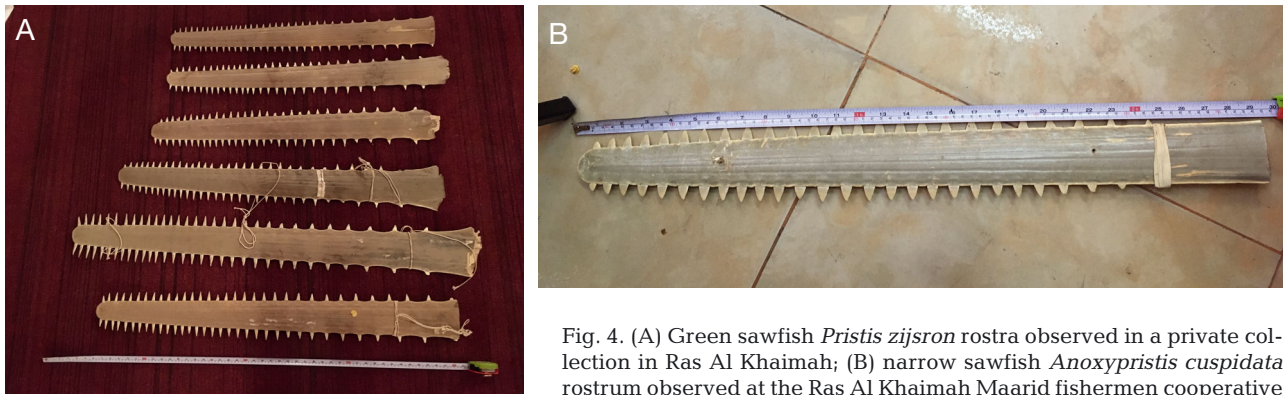 A
B
Fig. 4. (A) Green sawfish Pristis zijsron rostra observed in a private col-
lection in Ras Al Khaimah; (B) narrow sawfish Anoxypristis cuspidata
rostrum observed at the Ras Al Khaimah Maarid fishermen cooperative